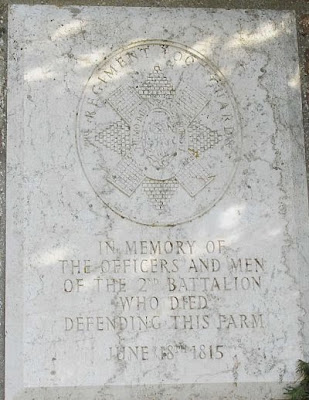 REGIMENT FOOT GUARDS
IN MEMORY OF
THE OFFICERS AND MEN
OF THE 2ND BATTALION
WHO DIED
DEFENDING THIS FARM
JUNE 18TH 1815